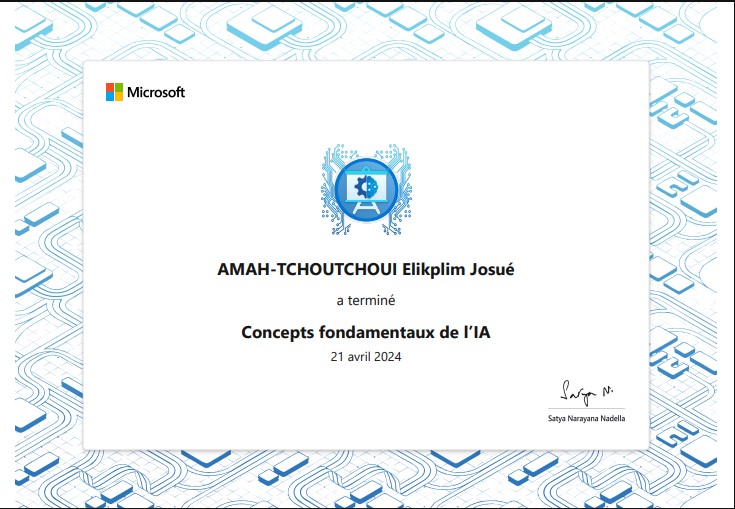 Microsoft
AMAH-TCHOUTCHOUI Elikplim Josué
a terminé
Concepts fondamentaux de l’IA
21 avril 2024
Satya N.
Satya Narayana Nadella